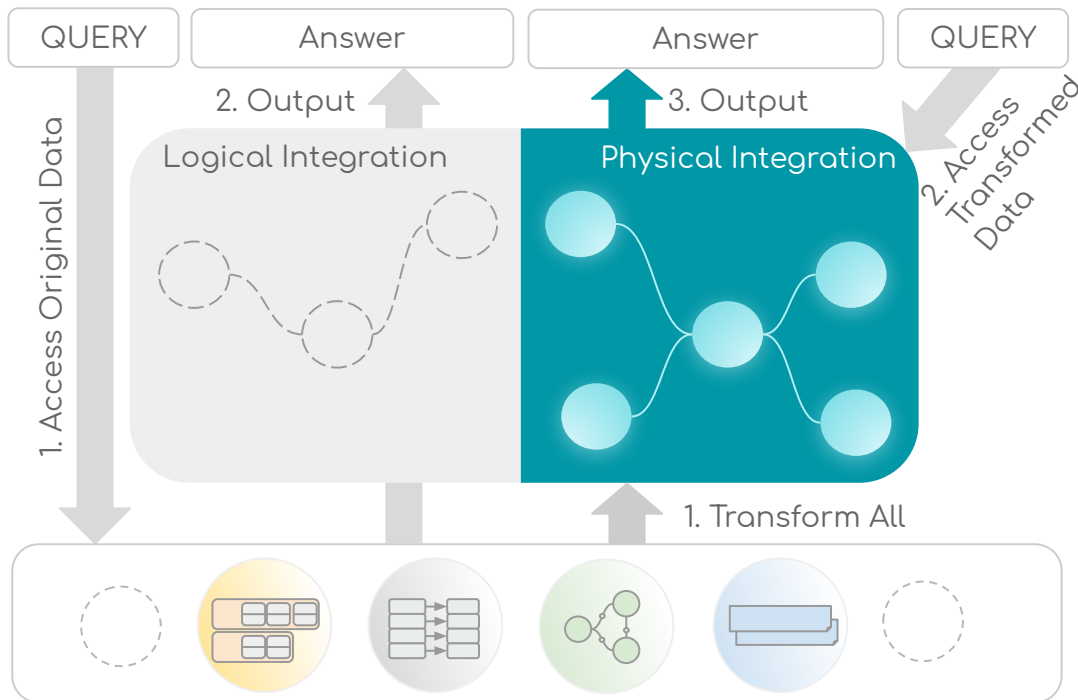 QUERY
Answer
Answer
QUERY
2. Output
3. Output
1. Access Original Data
Logical Integration
Physical Integration
2. Access
Transformed
Data
1. Transform All